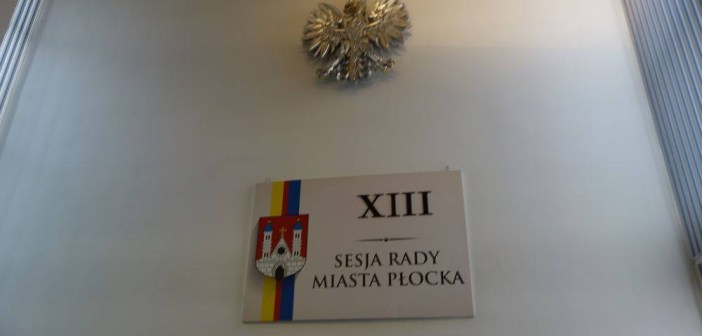 XIII
SESJA RADY
MIASTA PŁOCKA